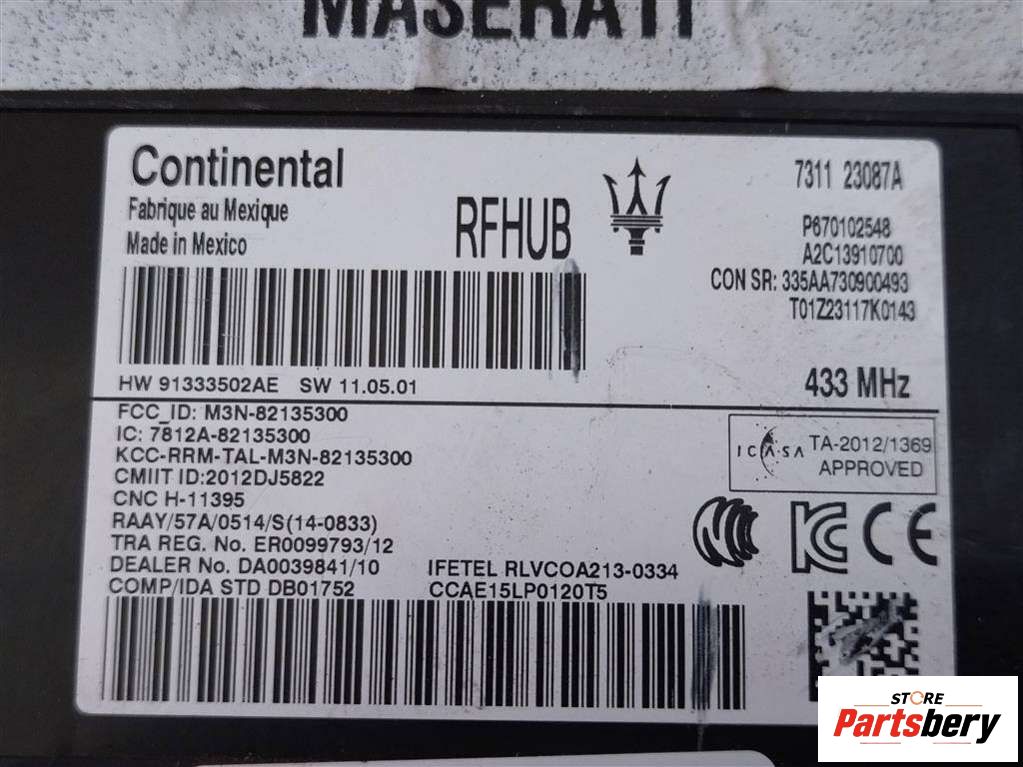 MASERATI
Continental
Fabrique au Mexique
Made in Mexico
RFHUB
7311 23087A
P670102548
A2C13910700
CON SR: 335AA730900493
T01Z23117K0143
HW 91333502AE SW 11.05.01
433 MHz
FCC_ID: M3N-82135300
IC: 7812A-82135300
KCC-RRM-TAL-M3N-82135300
CMIIT ID:2012DJ5822
CNC H-11395
RAAY/57A/0514/S(14-0833)
TRA REG. No. ER0099793/12
DEALER No. DA0039841/10
COMP/IDA STD DB01752
IFETEL RLVCOA213-0334
CCAE15LP0120T5
ICASA TA-2012/1369
APPROVED
CE
STORE
Partsbery